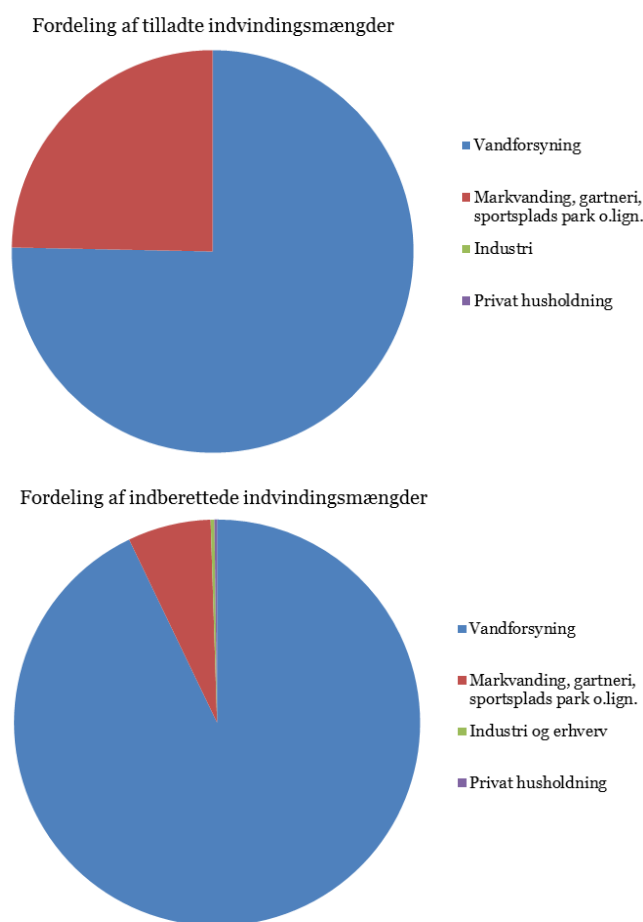 Fordeling af tilladte indvindingsmængder
Vandforsyning
Markvanding, gartneri,
sportsplads park o.lign.
Industri
Privat husholdning
Fordeling af indberettede indvindingsmængder
Vandforsyning
Markvanding, gartneri,
sportsplads park o.lign.
Industri og erhverv
Privat husholdning